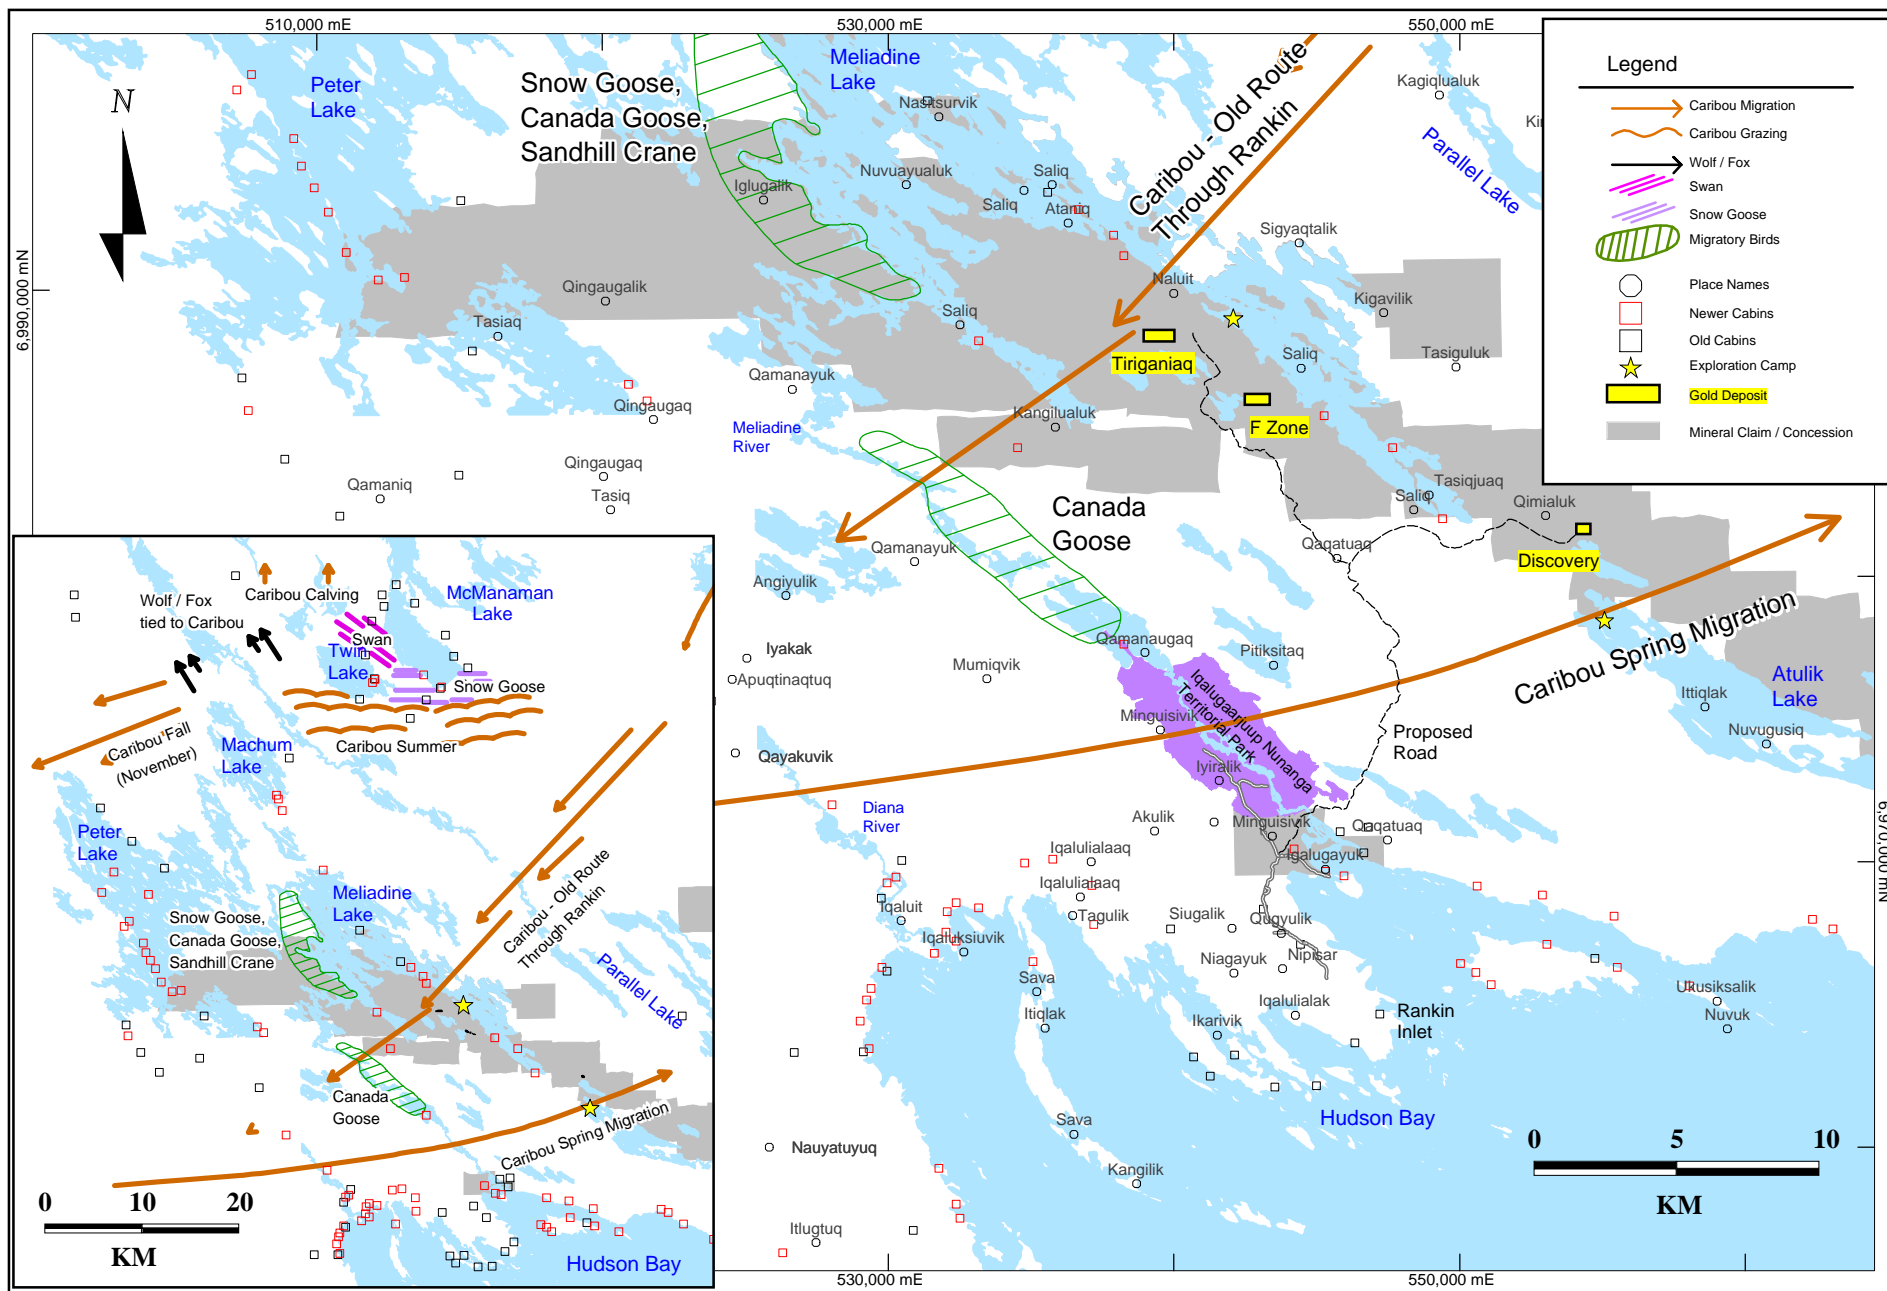 510,000 mE
530,000 mE
550,000 mE
N
Peter
Lake
Snow Goose,
Canada Goose,
Sandhill Crane
Meliadine
Lake
Nasitsurvik
Nuvuayualuk
Iglugalik
Saliq
Saliq
Ataniq
Caribou - Old Route
Through Rankin
Kagiqlualuk
Parallel Lake
Sigyaqtalik
Naluit
Kigavilik
Qingaugalik
Tasiaq
Saliq
Tiriganiaq
Saliq
Tasiguluk
6,990,000 mN
Qamanayuk
Qingaugaq
Kangilualuk
F Zone
Meliadine
River
Qingaugaq
Tasiq
Qamaniq
Canada
Goose
Tasiqjuaq
Saliq
Qimialuk
Qamanayuk
Qaqatuaq
Discovery
Angiyulik
Caribou Spring Migration
Iyakak
Apuqtinaqtuq
Mumiqvik
Qamanaugaq
Pitiksitaq
Iqalugaarjuup Nunanga
Territorial Park
Minguisivik
Ittiqlak
Atulik
Lake
Nuvugusiq
Qayakuvik
Proposed
Road
Iyiralik
Diana
River
Akulik
Minguisivik
Qaqatuaq
Iqalulialaaq
Iqalugayuk
Iqalulialaaq
Iqaluit
Tagulik
Siugalik
Qugyulik
Iqaluksiuvik
Niagayuk
Nipisar
Sava
Itiqlak
Iqalulialak
Ikarivik
Rankin
Inlet
Ukusiksalik
Nuvuk
6,970,000 mN
Hudson Bay
Sava
Nauyatuyuq
Kangilik
Itlugtuq
0 5 10
KM
530,000 mE
550,000 mE
Legend
Caribou Migration
Caribou Grazing
Wolf / Fox
Swan
Snow Goose
Migratory Birds
Place Names
Newer Cabins
Old Cabins
Exploration Camp
Gold Deposit
Mineral Claim / Concession
Wolf / Fox
tied to Caribou
Caribou Calving
McManaman
Lake
Swan
Twin
Lake
Snow Goose
Caribou Fall
(November)
Machum
Lake
Caribou Summer
Peter
Lake
Snow Goose,
Canada Goose,
Sandhill Crane
Meliadine
Lake
Caribou - Old Route
Through Rankin
Parallel Lake
Canada
Goose
Caribou Spring Migration
0 10 20
KM
Hudson Bay